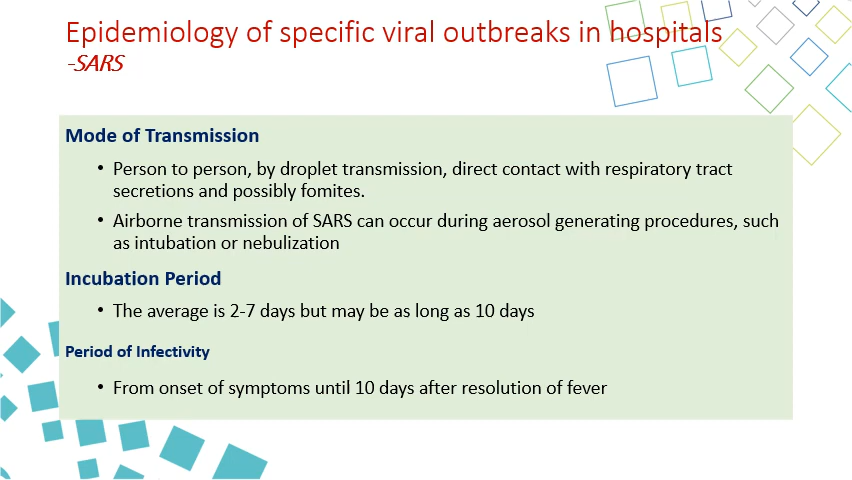 Epidemiology of specific viral outbreaks in hospitals
-SARS
Mode of Transmission
• Person to person, by droplet transmission, direct contact with respiratory tract
secretions and possibly fomites.
• Airborne transmission of SARS can occur during aerosol generating procedures, such
as intubation or nebulization
Incubation Period
• The average is 2-7 days but may be as long as 10 days
Period of Infectivity
• From onset of symptoms until 10 days after resolution of fever